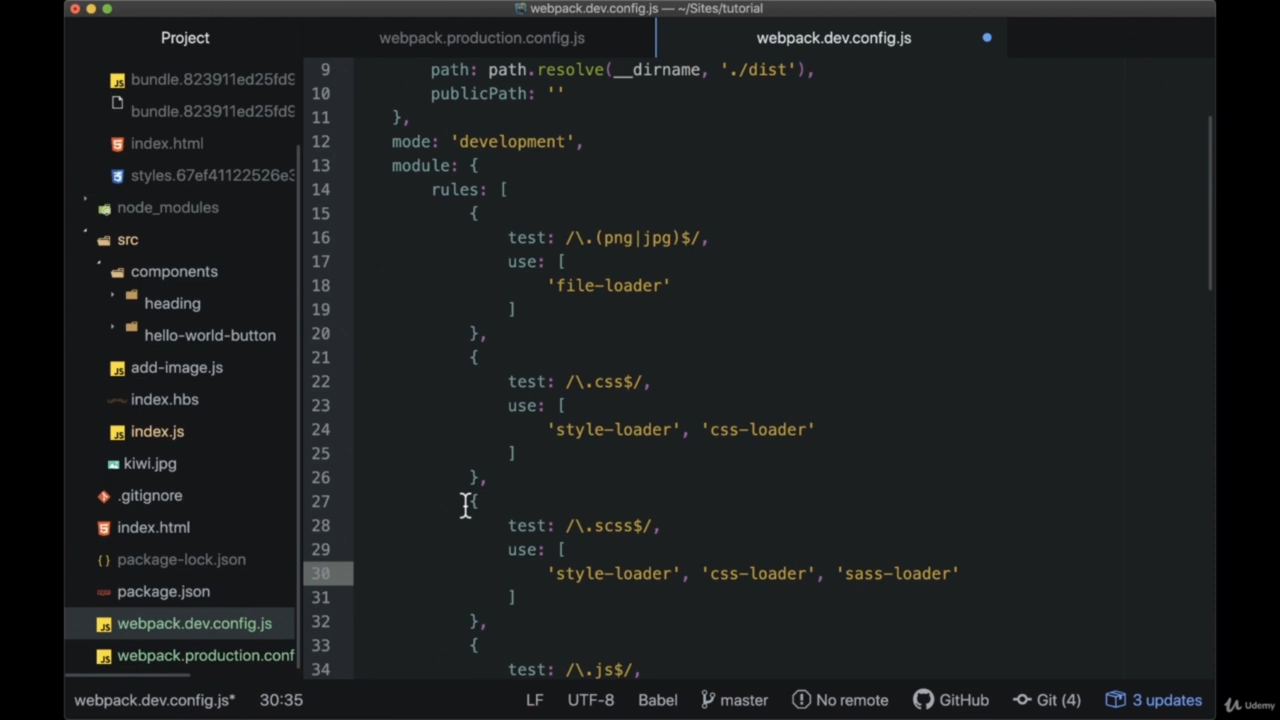 webpack.dev.config.js — ~/Sites/tutorial
Project
webpack.production.config.js
webpack.dev.config.js
bundle.823911ed25fd9
bundle.823911ed25fd9
index.html
styles.67ef41122526e3
node_modules
src
components
heading
hello-world-button
add-image.js
index.hbs
index.js
kiwi.jpg
.gitignore
index.html
package-lock.json
package.json
webpack.dev.config.js
webpack.production.conf
9 path: path.resolve(__dirname, './dist'),
10 publicPath: ''
11 },
12 mode: 'development',
13 module: {
14 rules: [
15 {
16 test: /\.(png|jpg)$/,
17 use: [
18 'file-loader'
19 ]
20 },
21 {
22 test: /\.css$/,
23 use: [
24 'style-loader', 'css-loader'
25 ]
26 },
27 {
28 test: /\.scss$/,
29 use: [
30 'style-loader', 'css-loader', 'sass-loader'
31 ]
32 },
33 {
34 test: /\.js$/,
webpack.dev.config.js* 30:35 LF UTF-8 Babel master No remote GitHub Git (4) 3 updates
Udemy